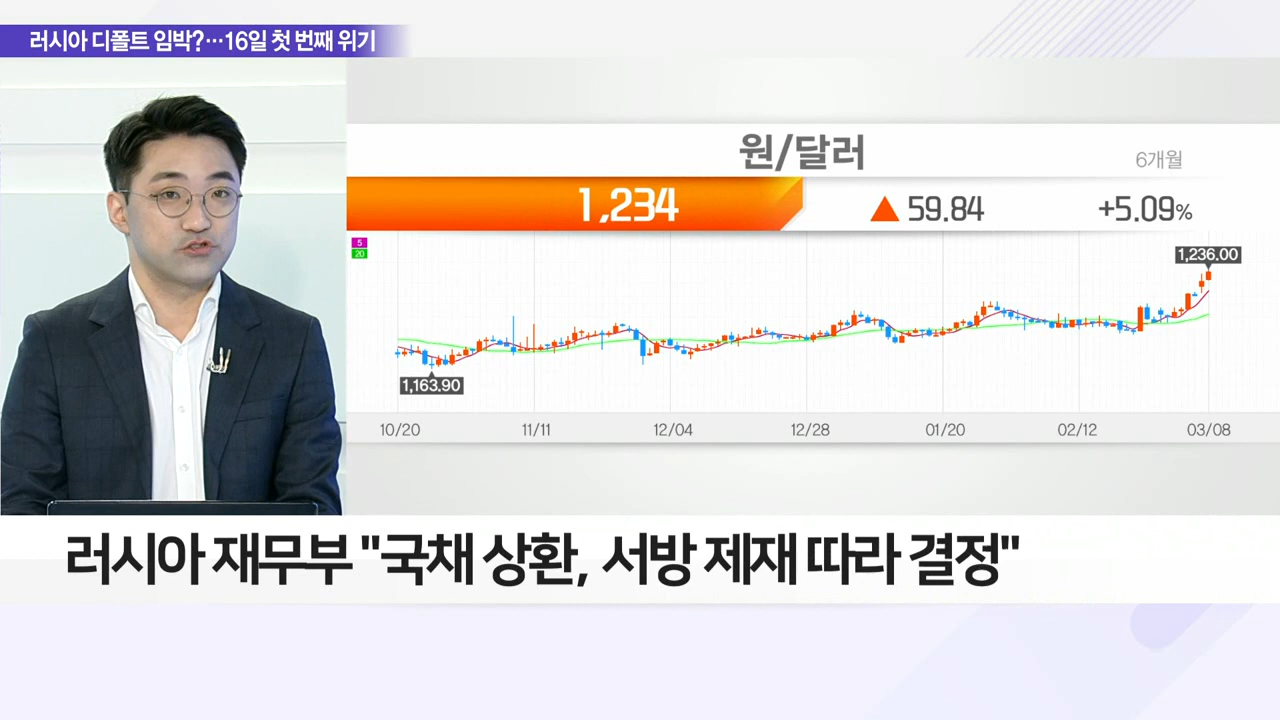 러시아 디폴트 임박?…16일 첫 번째 위기
원/달러
6개월
1,234 ▲ 59.84 +5.09%
5
20
1,236.00
1,163.90
10/20 11/11 12/04 12/28 01/20 02/12 03/08
러시아 재무부 "국채 상환, 서방 제재 따라 결정"